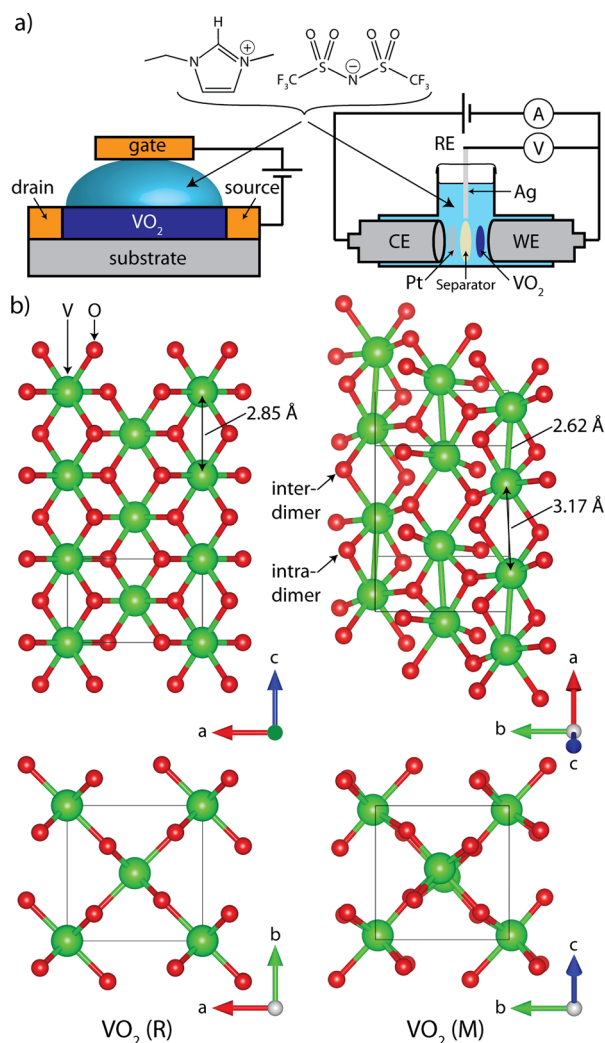 a)
H
N
N
+
O O O O
S S
F3C N CF3
−
gate
drain
source
VO2
substrate
A
RE
V
Ag
CE
WE
Pt
Separator
VO2
b)
V O
2.85 Å
2.62 Å
inter-
dimer
3.17 Å
intra-
dimer
c
a
a
b
c
b
a
c
b
VO2 (R)
VO2 (M)